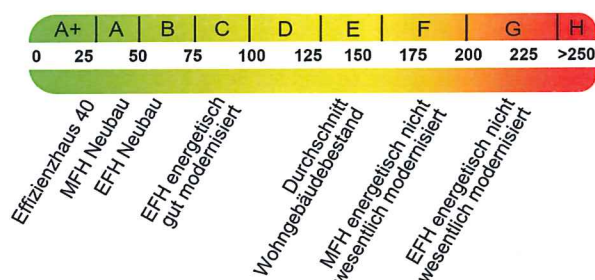 A+ A B C D E F G H
0 25 50 75 100 125 150 175 200 225 >250
Effizienzhaus 40
MFH Neubau
EFH Neubau
EFH energetisch
gut modernisiert
Durchschnitt
Wohngebäudebestand
MFH energetisch nicht
wesentlich modernisiert
EFH energetisch nicht
wesentlich modernisiert